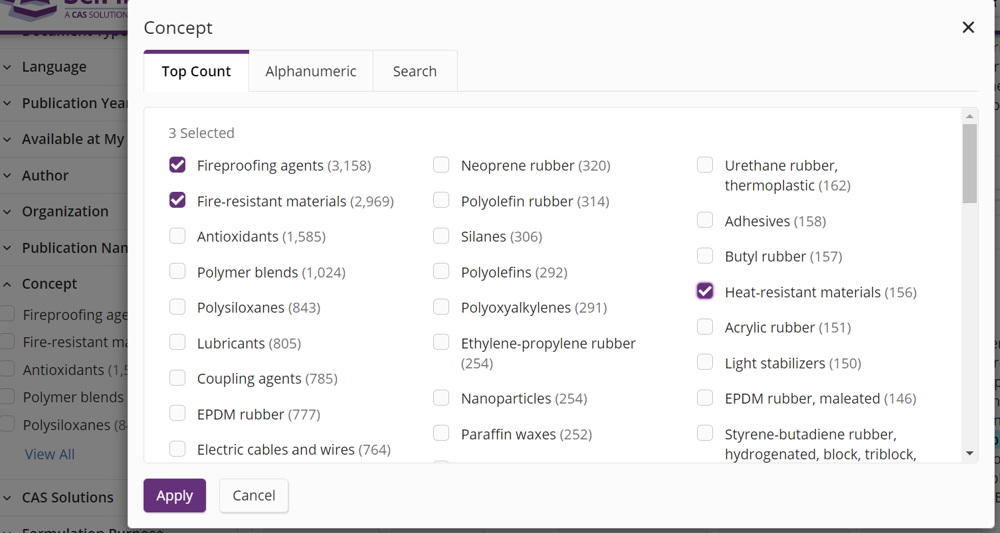 A CAS SOLUTION
Language
Publication Year
Available at My
Author
Organization
Publication Nam
Concept
Fireproofing age
Fire-resistant ma
Antioxidants (1,5
Polymer blends
Polysiloxanes (84
View All
CAS Solutions
Formulation Purpose
Concept
Top Count
Alphanumeric
Search
3 Selected
Fireproofing agents (3,158)
Fire-resistant materials (2,969)
Antioxidants (1,585)
Polymer blends (1,024)
Polysiloxanes (843)
Lubricants (805)
Coupling agents (785)
EPDM rubber (777)
Electric cables and wires (764)
Neoprene rubber (320)
Polyolefin rubber (314)
Silanes (306)
Polyolefins (292)
Polyoxyalkylenes (291)
Ethylene-propylene rubber
(254)
Nanoparticles (254)
Paraffin waxes (252)
Urethane rubber,
thermoplastic (162)
Adhesives (158)
Butyl rubber (157)
Heat-resistant materials (156)
Acrylic rubber (151)
Light stabilizers (150)
EPDM rubber, maleated (146)
Styrene-butadiene rubber,
hydrogenated, block, triblock,
Apply
Cancel